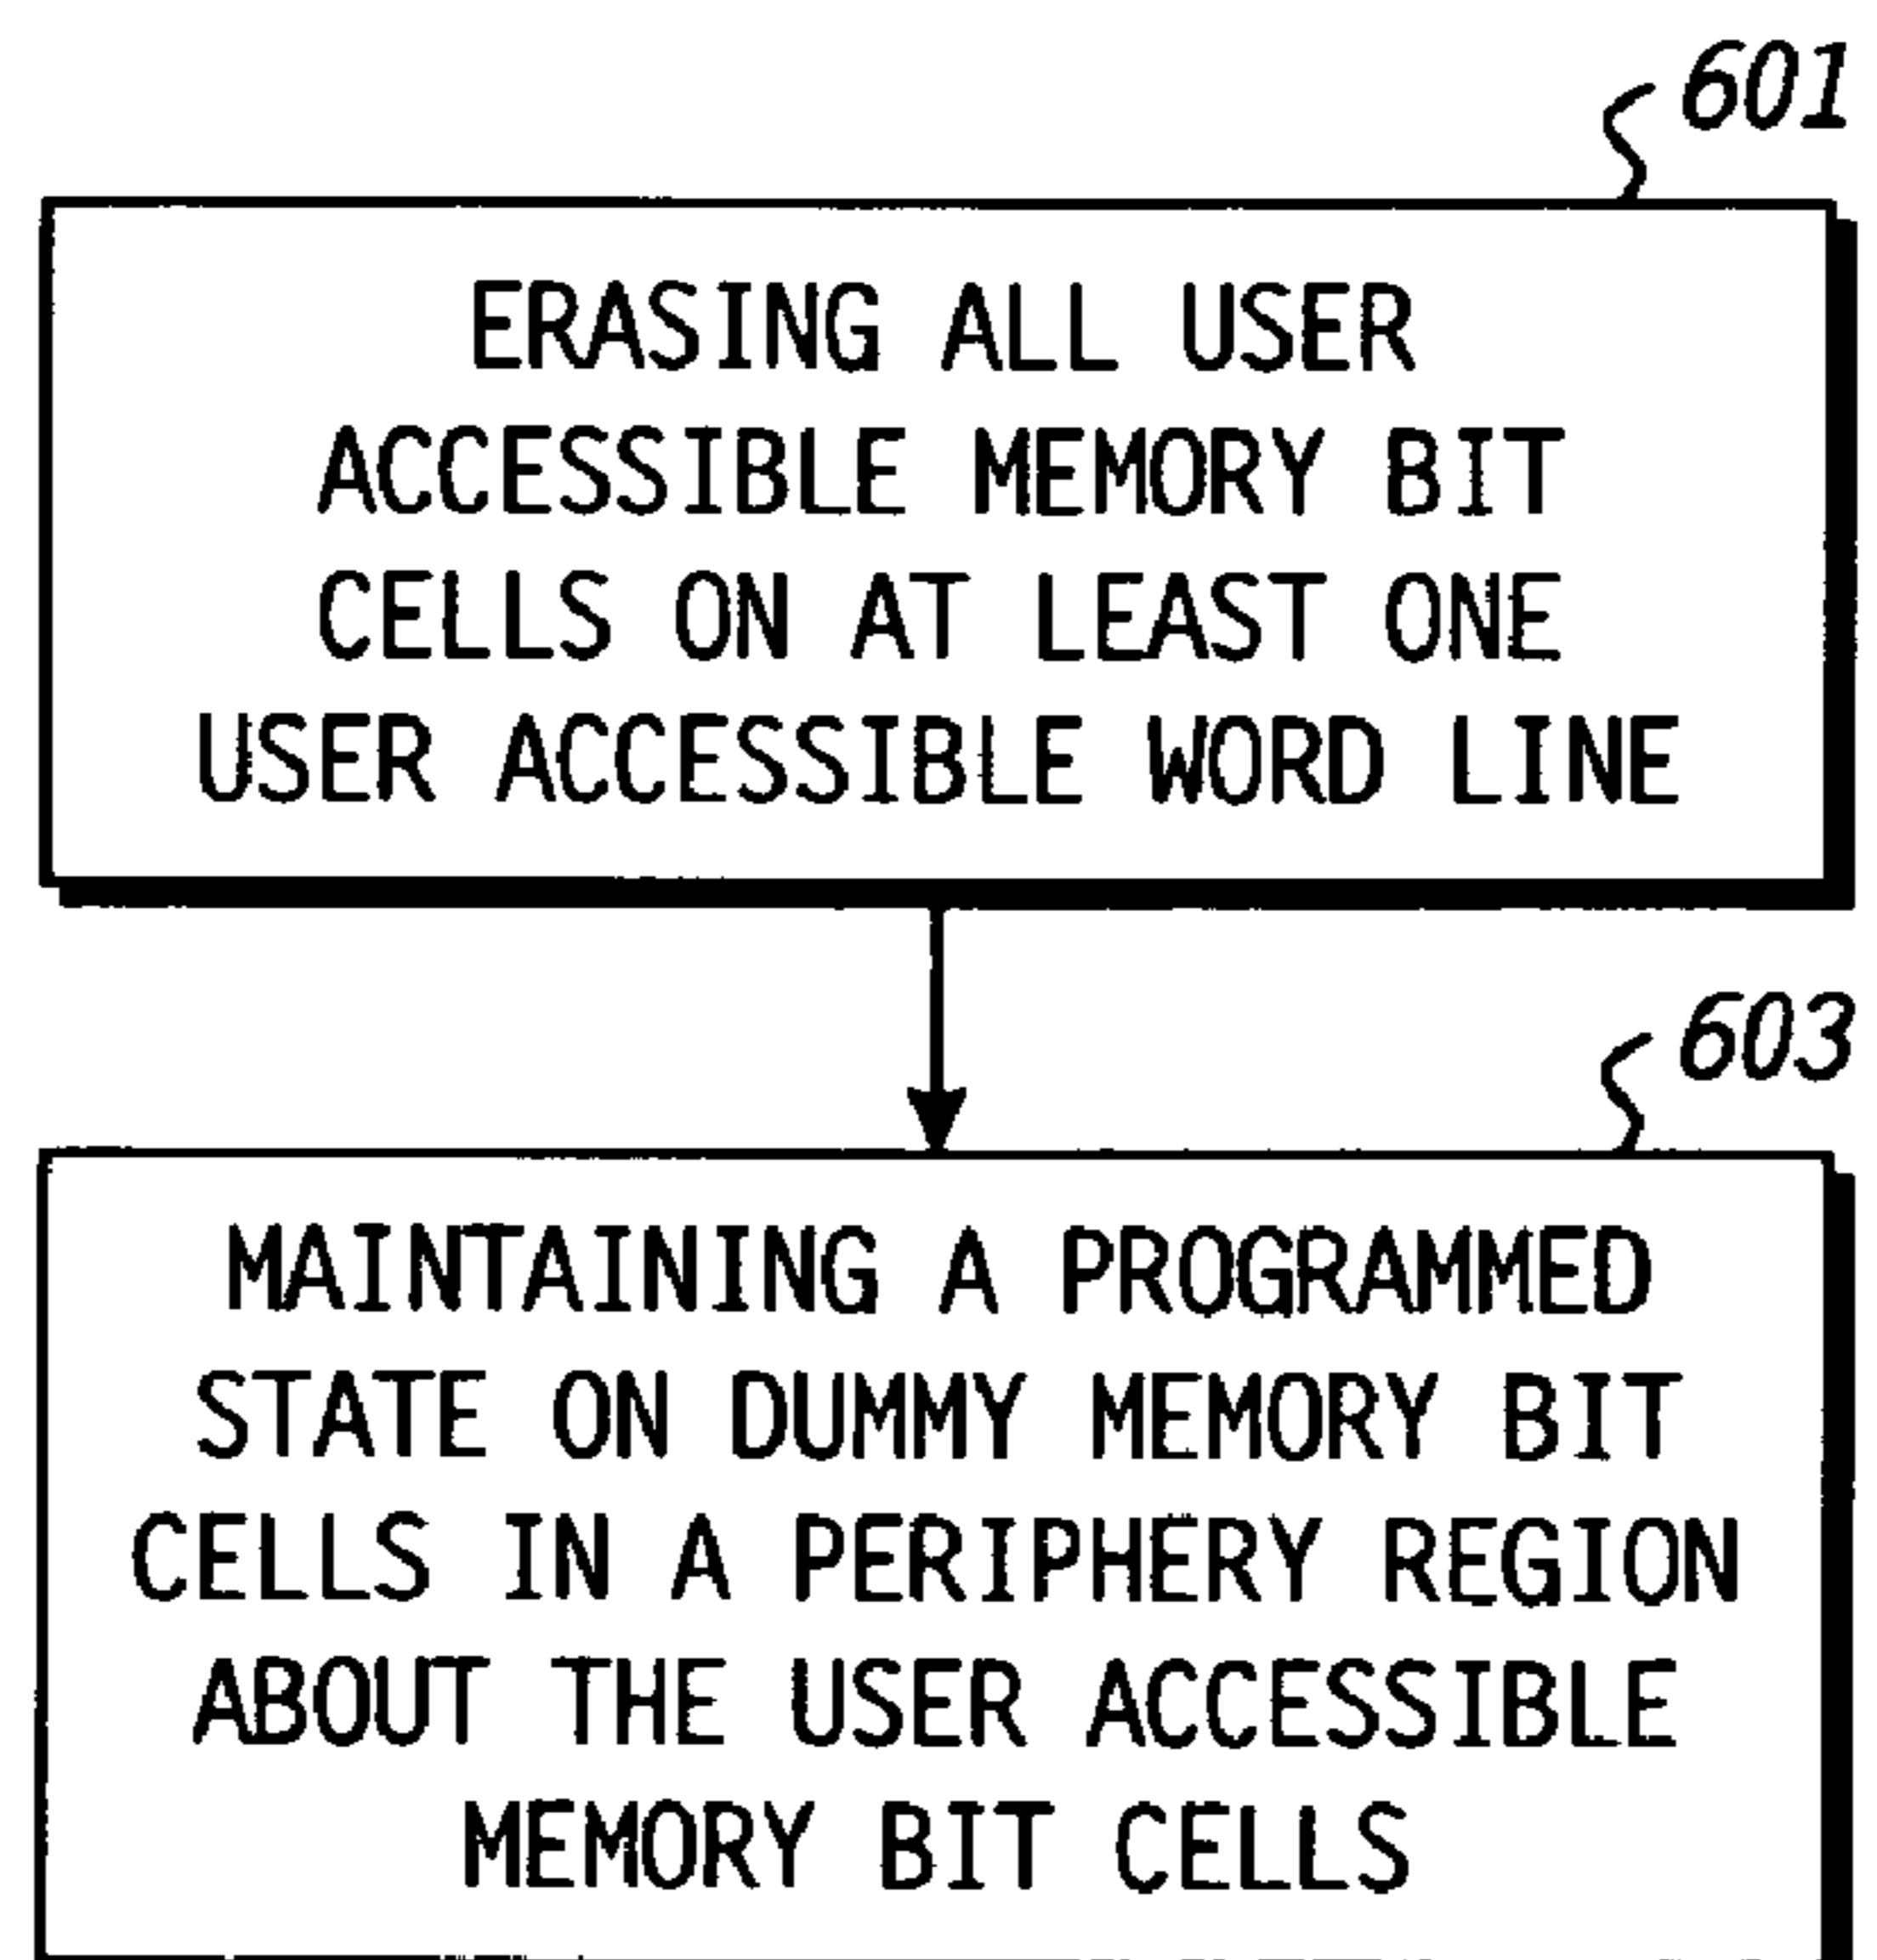 601
ERASING ALL USER
ACCESSIBLE MEMORY BIT
CELLS ON AT LEAST ONE
USER ACCESSIBLE WORD LINE
603
MAINTAINING A PROGRAMMED
STATE ON DUMMY MEMORY BIT
CELLS IN A PERIPHERY REGION
ABOUT THE USER ACCESSIBLE
MEMORY BIT CELLS